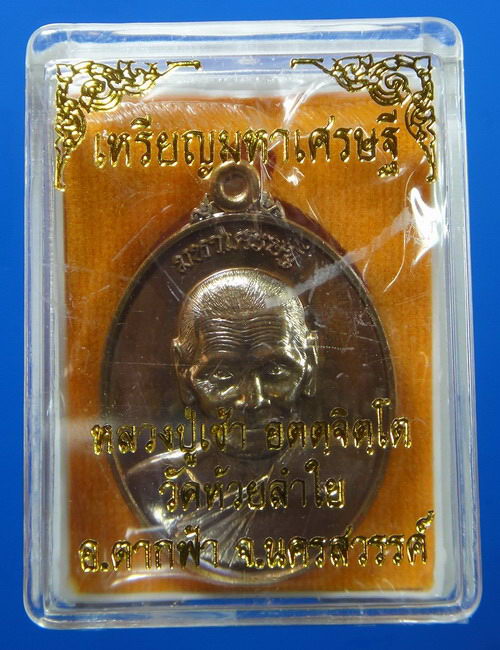 เหรียญมหาเศรษฐี
มหาเศรษฐี
หลวงปู่เช้า อตฺตจิตฺโต
วัดห้วยลำใย
อ.ตากฟ้า จ.นครสวรรค์